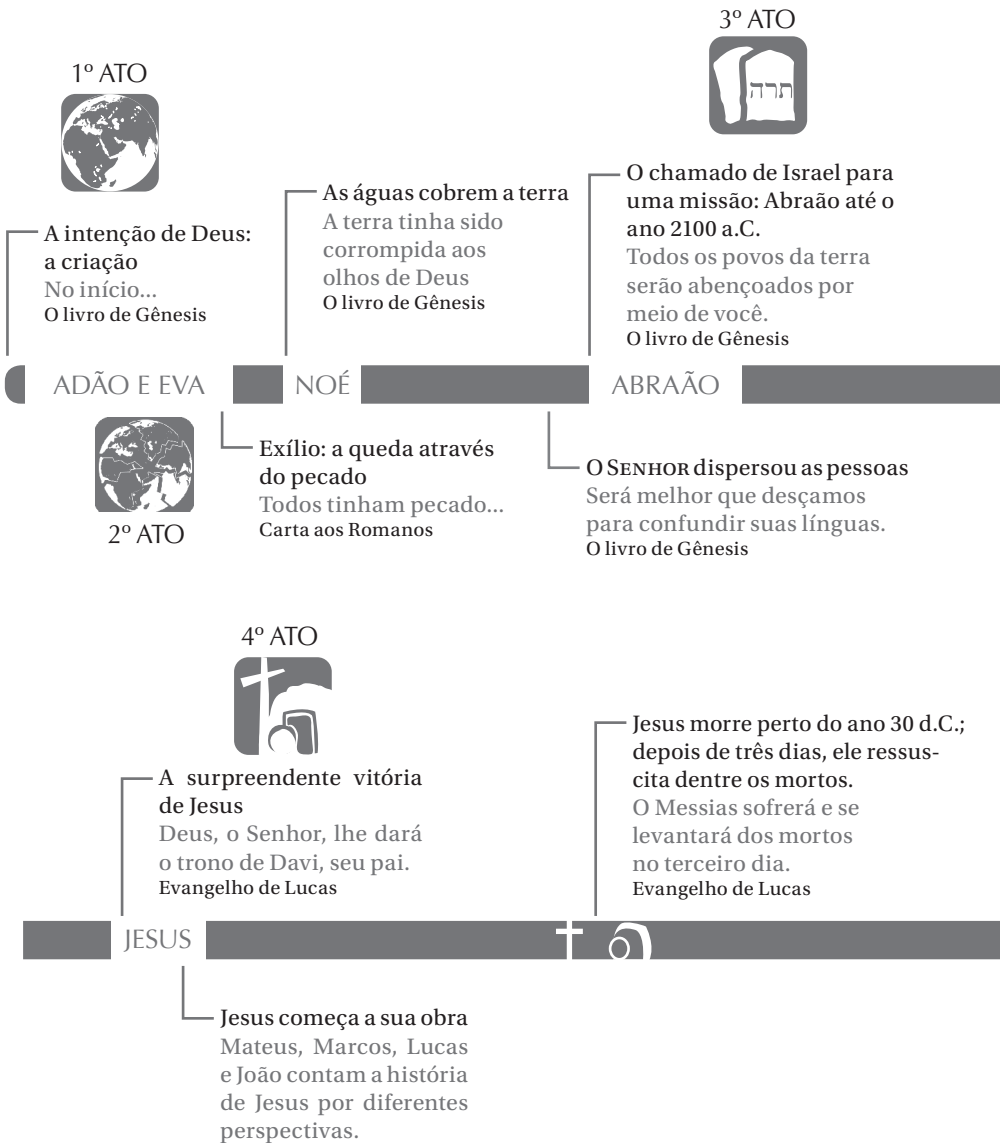 1º ATO
A intenção de Deus:
a criação
No início...
O livro de Gênesis
ADÃO E EVA
2º ATO
Exílio: a queda através
do pecado
Todos tinham pecado...
Carta aos Romanos
As águas cobrem a terra
A terra tinha sido
corrompida aos
olhos de Deus
O livro de Gênesis
NOÉ
O SENHOR dispersou as pessoas
Será melhor que desçamos
para confundir suas línguas.
O livro de Gênesis
3º ATO
תרה
O chamado de Israel para
uma missão: Abraão até o
ano 2100 a.C.
Todos os povos da terra
serão abençoados por
meio de você.
O livro de Gênesis
ABRAÃO
4º ATO
A surpreendente vitória
de Jesus
Deus, o Senhor, lhe dará
o trono de Davi, seu pai.
Evangelho de Lucas
JESUS
Jesus começa a sua obra
Mateus, Marcos, Lucas
e João contam a história
de Jesus por diferentes
perspectivas.
Jesus morre perto do ano 30 d.C.;
depois de três dias, ele ressus-
cita dentre os mortos.
O Messias sofrerá e se
levantará dos mortos
no terceiro dia.
Evangelho de Lucas